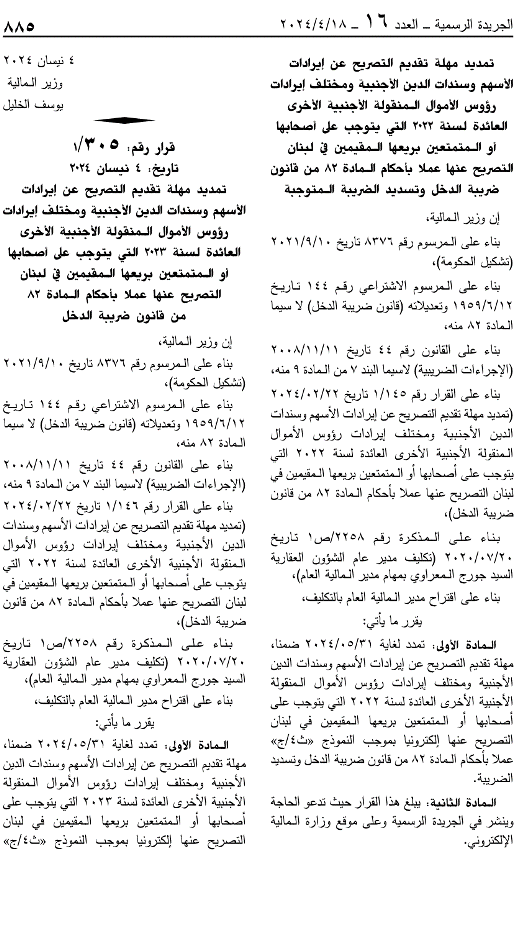 الجريدة الرسمية ـ العدد ١٦ ـ ٢٠٢٤/٤/١٨
٨٨٥
تمديد مهلة تقديم التصريح عن إيرادات
الأسهم وسندات الدين الأجنبية ومختلف إيرادات
رؤوس الأموال المنقولة الأجنبية الأخرى
العائدة لسنة ٢٠٢٢ التي يتوجب على أصحابها
أو المتمتعين بريعها المقيمين في لبنان
التصريح عنها عملا بأحكام المادة ٨٢ من قانون
ضريبة الدخل وتسديد الضريبة المتوجبة
إن وزير المالية،
بناء على المرسوم رقم ٨٣٧٦ تاريخ ٢٠٢١/٩/١٠
(تشكيل الحكومة)،
بناء على المرسوم الاشتراعي رقم ١٤٤ تاريخ
١٩٥٩/٦/١٢ وتعديلاته (قانون ضريبة الدخل) لا سيما
المادة ٨٢ منه،
بناء على القانون رقم ٤٤ تاريخ ٢٠٠٨/١١/١١
(الإجراءات الضريبية) لاسيما البند ٧ من المادة ٩ منه،
بناء على القرار رقم ١/١٤٥ تاريخ ٢٠٢٤/٠٢/٢٢
(تمديد مهلة تقديم التصريح عن إيرادات الأسهم وسندات
الدين الأجنبية ومختلف إيرادات رؤوس الأموال
المنقولة الأجنبية الأخرى العائدة لسنة ٢٠٢٢ التي
يتوجب على أصحابها أو المتمتعين بريعها المقيمين في
لبنان التصريح عنها عملا بأحكام المادة ٨٢ من قانون
ضريبة الدخل)،
بناء على المذكرة رقم ٢٢٥٨/ص١ تاريخ
٢٠٢٠/٠٧/٢٠ (تكليف مدير عام الشؤون العقارية
السيد جورج المعراوي بمهام مدير المالية العام)،
بناء على اقتراح مدير المالية العام بالتكليف،
يقرر ما يأتي:
المادة الأولى: تمدد لغاية ٢٠٢٤/٠٥/٣١ ضمنا،
مهلة تقديم التصريح عن إيرادات الأسهم وسندات الدين
الأجنبية ومختلف إيرادات رؤوس الأموال المنقولة
الأجنبية الأخرى العائدة لسنة ٢٠٢٢ التي يتوجب على
أصحابها أو المتمتعين بريعها المقيمين في لبنان
التصريح عنها إلكترونيا بموجب النموذج «ث٤/ج»
عملا بأحكام المادة ٨٢ من قانون ضريبة الدخل وتسديد
الضريبة.
المادة الثانية: يبلغ هذا القرار حيث تدعو الحاجة
وينشر في الجريدة الرسمية وعلى موقع وزارة المالية
الإلكتروني.
٤ نيسان ٢٠٢٤
وزير المالية
يوسف الخليل
قرار رقم: ١/٣٠٥
تاريخ: ٤ نيسان ٢٠٢٤
تمديد مهلة تقديم التصريح عن إيرادات
الأسهم وسندات الدين الأجنبية ومختلف إيرادات
رؤوس الأموال المنقولة الأجنبية الأخرى
العائدة لسنة ٢٠٢٣ التي يتوجب على أصحابها
أو المتمتعين بريعها المقيمين في لبنان
التصريح عنها عملا بأحكام المادة ٨٢
من قانون ضريبة الدخل
إن وزير المالية،
بناء على المرسوم رقم ٨٣٧٦ تاريخ ٢٠٢١/٩/١٠
(تشكيل الحكومة)،
بناء على المرسوم الاشتراعي رقم ١٤٤ تاريخ
١٩٥٩/٦/١٢ وتعديلاته (قانون ضريبة الدخل) لا سيما
المادة ٨٢ منه،
بناء على القانون رقم ٤٤ تاريخ ٢٠٠٨/١١/١١
(الإجراءات الضريبية) لاسيما البند ٧ من المادة ٩ منه،
بناء على القرار رقم ١/١٤٦ تاريخ ٢٠٢٤/٠٢/٢٢
(تمديد مهلة تقديم التصريح عن إيرادات الأسهم وسندات
الدين الأجنبية ومختلف إيرادات رؤوس الأموال
المنقولة الأجنبية الأخرى العائدة لسنة ٢٠٢٣ التي
يتوجب على أصحابها أو المتمتعين بريعها المقيمين في
لبنان التصريح عنها عملا بأحكام المادة ٨٢ من قانون
ضريبة الدخل)،
بناء على المذكرة رقم ٢٢٥٨/ص١ تاريخ
٢٠٢٠/٠٧/٢٠ (تكليف مدير عام الشؤون العقارية
السيد جورج المعراوي بمهام مدير المالية العام)،
بناء على اقتراح مدير المالية العام بالتكليف،
يقرر ما يأتي:
المادة الأولى: تمدد لغاية ٢٠٢٤/٠٥/٣١ ضمنا،
مهلة تقديم التصريح عن إيرادات الأسهم وسندات الدين
الأجنبية ومختلف إيرادات رؤوس الأموال المنقولة
الأجنبية الأخرى العائدة لسنة ٢٠٢٣ التي يتوجب على
أصحابها أو المتمتعين بريعها المقيمين في لبنان
التصريح عنها إلكترونيا بموجب النموذج «ث٤/ج»